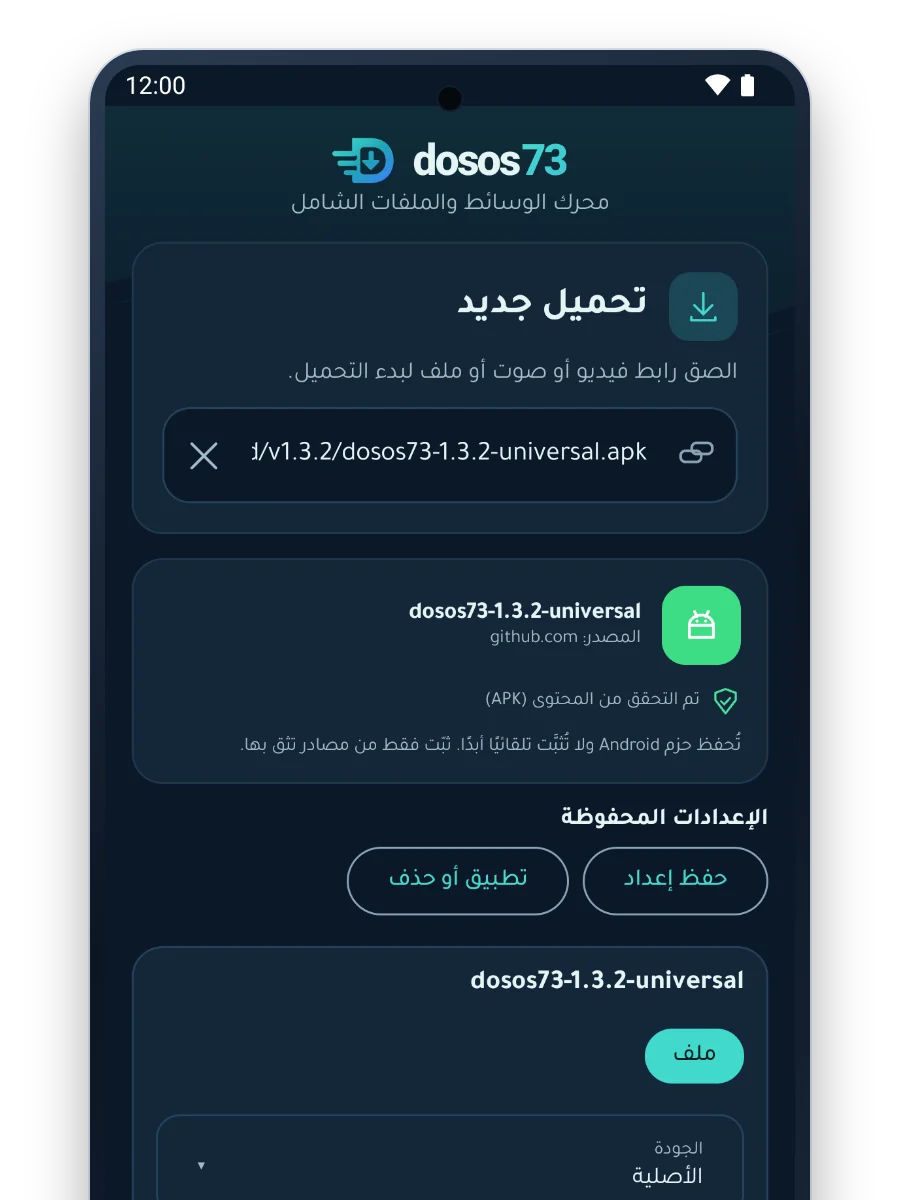 12:00
dosos73
محرك الوسائط والملفات الشامل
تحميل جديد
الصق رابط فيديو أو صوت أو ملف لبدء التحميل.
d/v1.3.2/dosos73-1.3.2-universal.apk
dosos73-1.3.2-universal
المصدر: github.com
تم التحقق من المحتوى (APK)
تُحفظ حزم Android ولا تُثبَّت تلقائيًا أبدًا. ثبّت فقط من مصادر تثق بها.
الإعدادات المحفوظة
حفظ إعداد
تطبيق أو حذف
dosos73-1.3.2-universal
ملف
الجودة
الأصلية